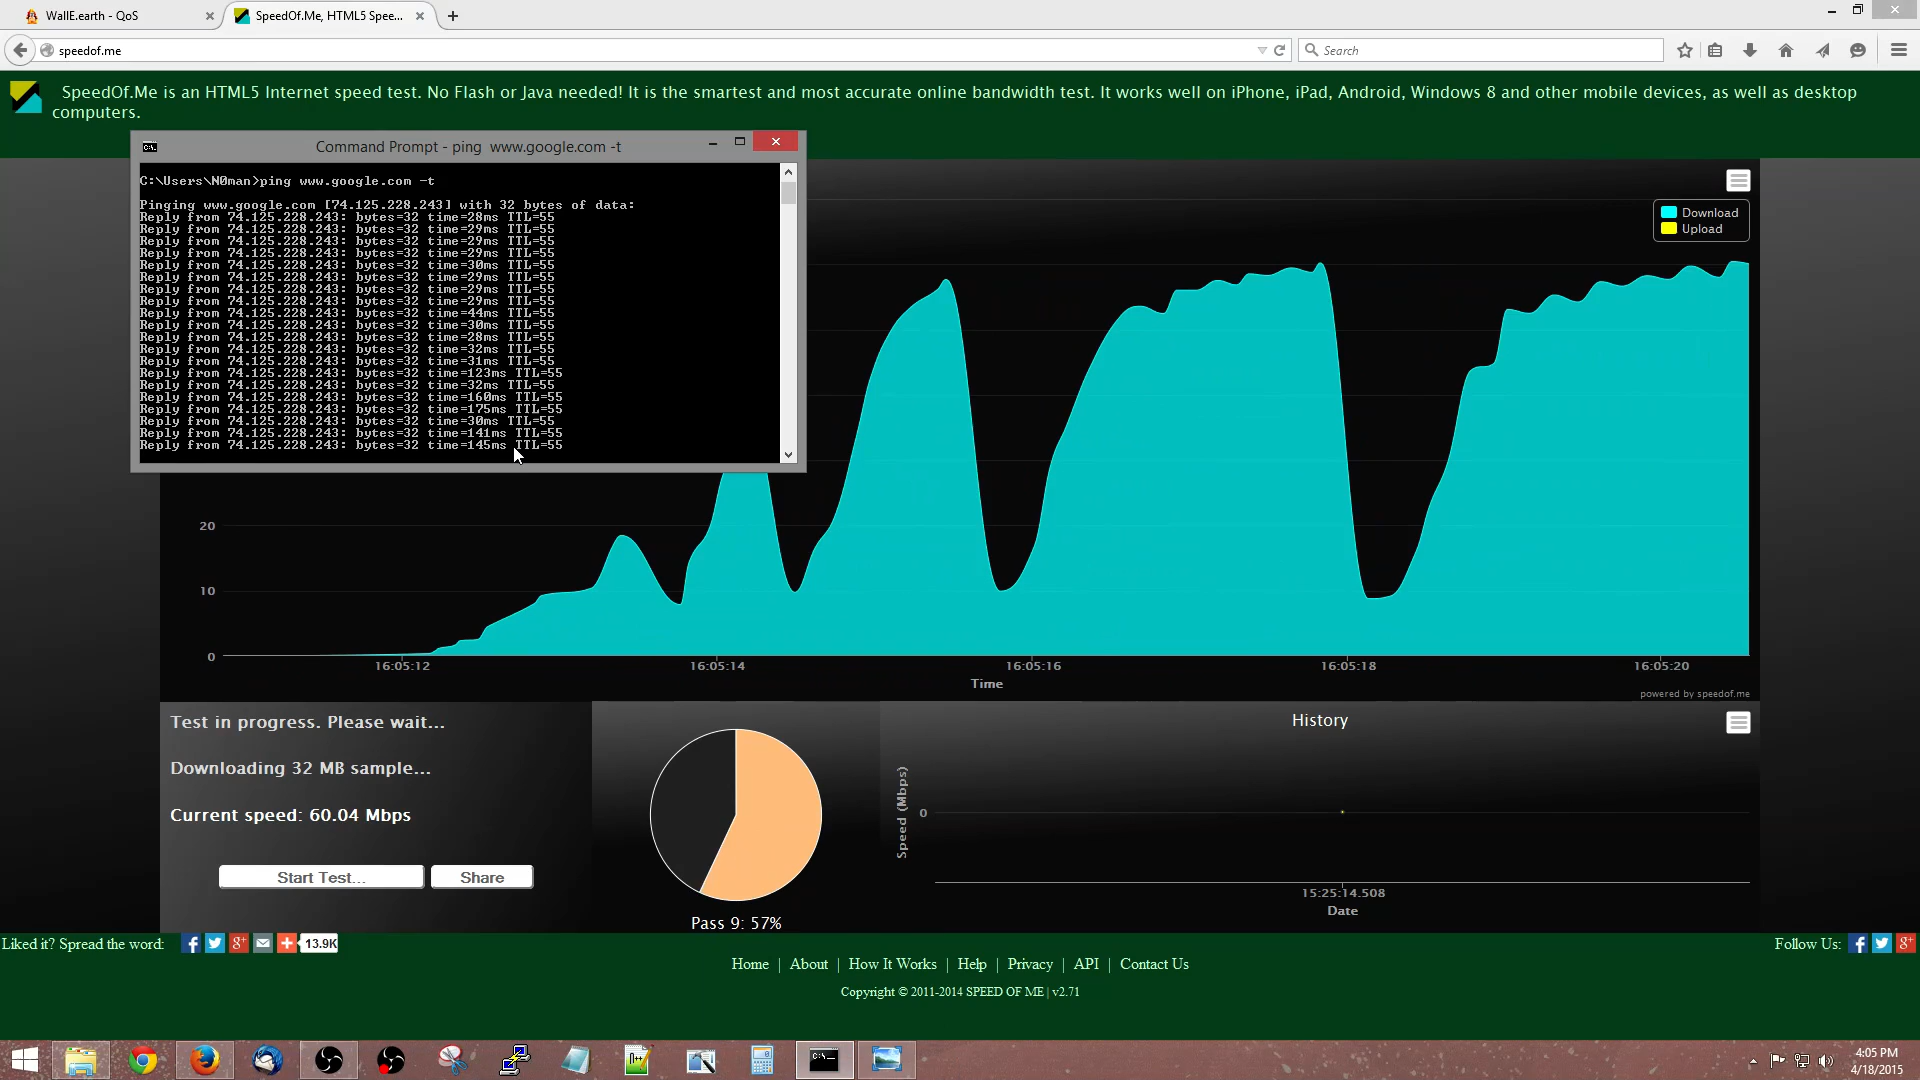 WallE.earth - QoS
SpeedOf.Me, HTML5 Spee...
speedof.me
Search
SpeedOf.Me is an HTML5 Internet speed test. No Flash or Java needed! It is the smartest and most accurate online bandwidth test. It works well on iPhone, iPad, Android, Windows 8 and other mobile devices, as well as desktop
computers.
Command Prompt - ping  www.google.com -t
C:\Users\N0man>ping www.google.com -t
Pinging www.google.com [74.125.228.243] with 32 bytes of data:
Reply from 74.125.228.243: bytes=32 time=28ms TTL=55
Reply from 74.125.228.243: bytes=32 time=29ms TTL=55
Reply from 74.125.228.243: bytes=32 time=29ms TTL=55
Reply from 74.125.228.243: bytes=32 time=29ms TTL=55
Reply from 74.125.228.243: bytes=32 time=30ms TTL=55
Reply from 74.125.228.243: bytes=32 time=29ms TTL=55
Reply from 74.125.228.243: bytes=32 time=29ms TTL=55
Reply from 74.125.228.243: bytes=32 time=29ms TTL=55
Reply from 74.125.228.243: bytes=32 time=44ms TTL=55
Reply from 74.125.228.243: bytes=32 time=30ms TTL=55
Reply from 74.125.228.243: bytes=32 time=28ms TTL=55
Reply from 74.125.228.243: bytes=32 time=32ms TTL=55
Reply from 74.125.228.243: bytes=32 time=31ms TTL=55
Reply from 74.125.228.243: bytes=32 time=123ms TTL=55
Reply from 74.125.228.243: bytes=32 time=32ms TTL=55
Reply from 74.125.228.243: bytes=32 time=160ms TTL=55
Reply from 74.125.228.243: bytes=32 time=175ms TTL=55
Reply from 74.125.228.243: bytes=32 time=30ms TTL=55
Reply from 74.125.228.243: bytes=32 time=141ms TTL=55
Reply from 74.125.228.243: bytes=32 time=145ms TTL=55
Download
Upload
20
10
0
16:05:12
16:05:14
16:05:16
16:05:18
16:05:20
Time
powered by speedof.me
Test in progress. Please wait...
Downloading 32 MB sample...
Current speed: 60.04 Mbps
Start Test...
Share
Pass 9: 57%
History
Speed (Mbps)
0
15:25:14.508
Date
Liked it? Spread the word:
13.9K
Follow Us:
Home | About | How It Works | Help | Privacy | API | Contact Us
Copyright © 2011-2014 SPEED OF ME | v2.71
4:05 PM
4/18/2015